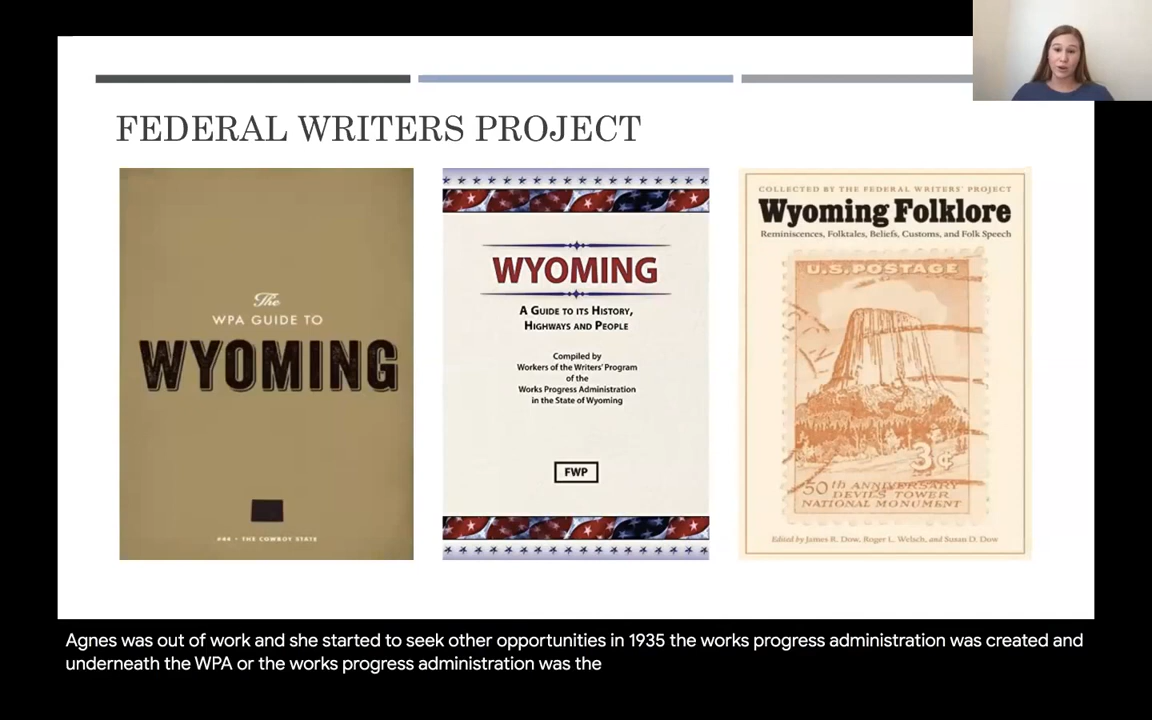 FEDERAL WRITERS PROJECT
The
WPA GUIDE TO
WYOMING
#44 • THE COWBOY STATE
WYOMING
A GUIDE TO ITS HISTORY,
HIGHWAYS AND PEOPLE
Compiled by
Workers of the Writers' Program
of the
Works Progress Administration
in the State of Wyoming
FWP
COLLECTED BY THE FEDERAL WRITERS' PROJECT
Wyoming Folklore
Reminiscences, Folktales, Beliefs, Customs, and Folk Speech
U.S. POSTAGE
3¢
50th ANNIVERSARY
DEVILS TOWER
NATIONAL MONUMENT
Edited by James R. Dow, Roger L. Welsch, and Susan D. Dow
Agnes was out of work and she started to seek other opportunities in 1935 the works progress administration was created and
underneath the WPA or the works progress administration was the